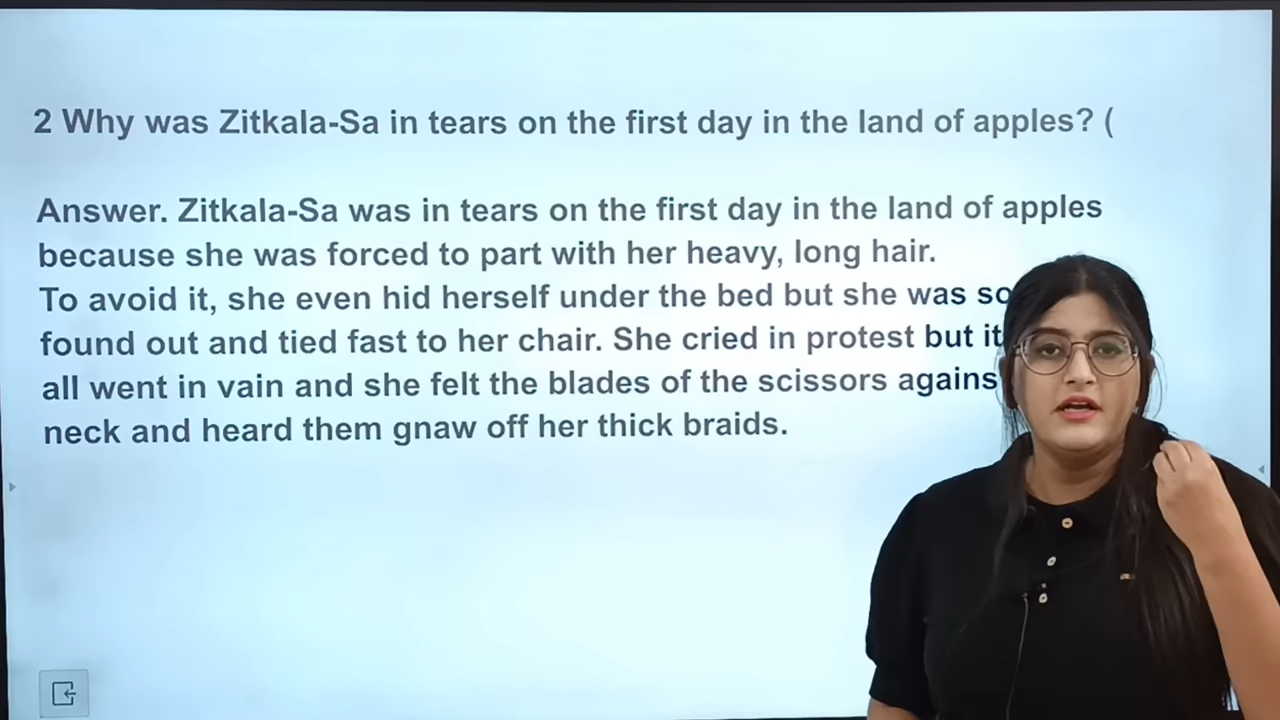 2 Why was Zitkala-Sa in tears on the first day in the land of apples? (
Answer. Zitkala-Sa was in tears on the first day in the land of apples
because she was forced to part with her heavy, long hair.
To avoid it, she even hid herself under the bed but she was
found out and tied fast to her chair. She cried in protest but it
all went in vain and she felt the blades of the scissors
neck and heard them gnaw off her thick braids.